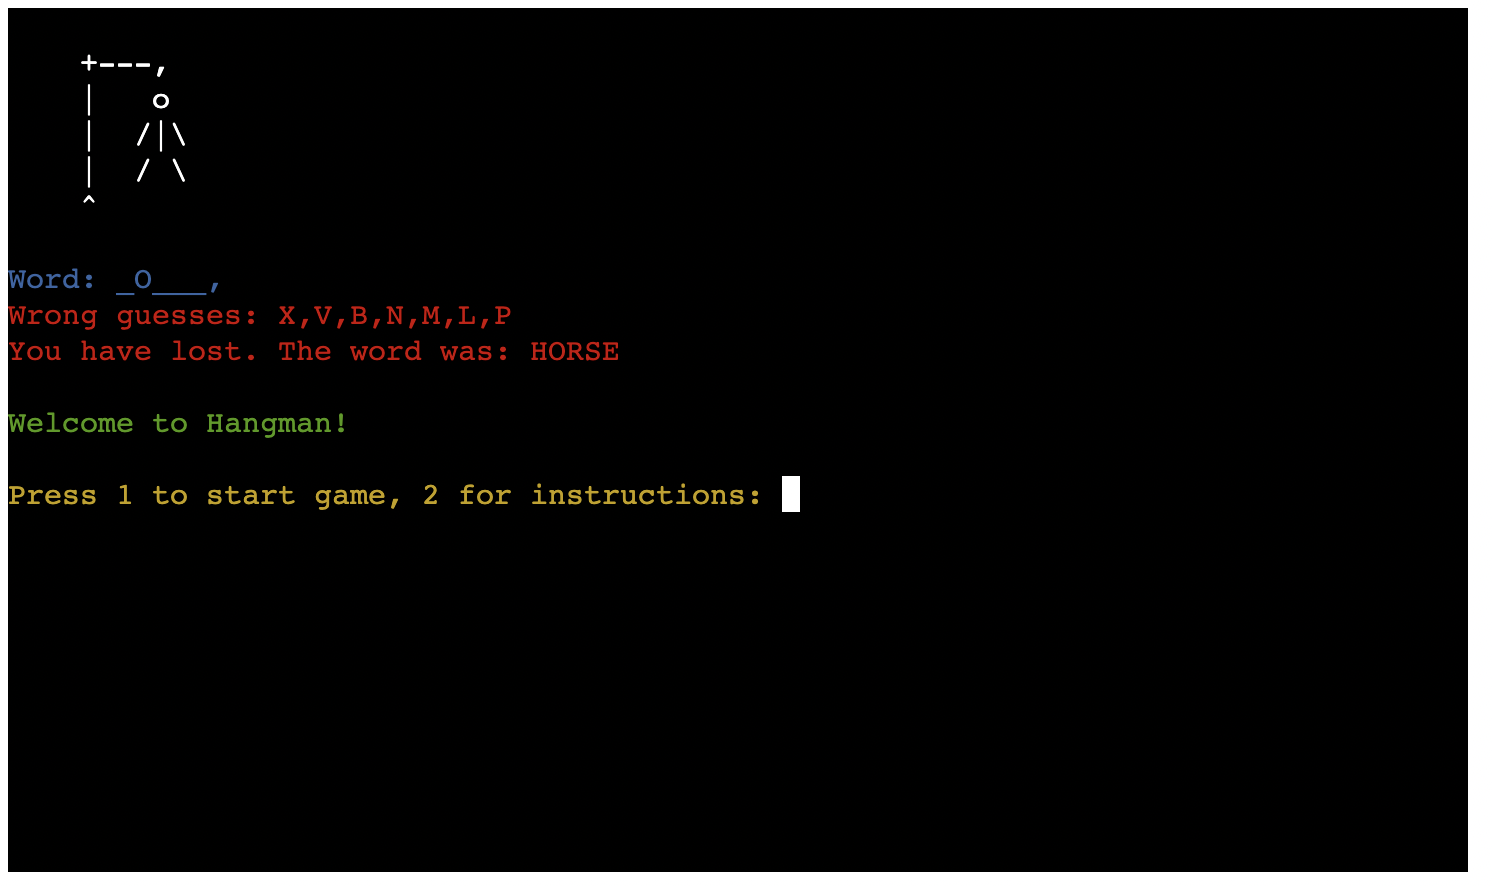 +---,
|   o
|  /|\
|  / \
^
Word: _O___,
Wrong guesses: X,V,B,N,M,L,P
You have lost. The word was: HORSE
Welcome to Hangman!
Press 1 to start game, 2 for instructions: